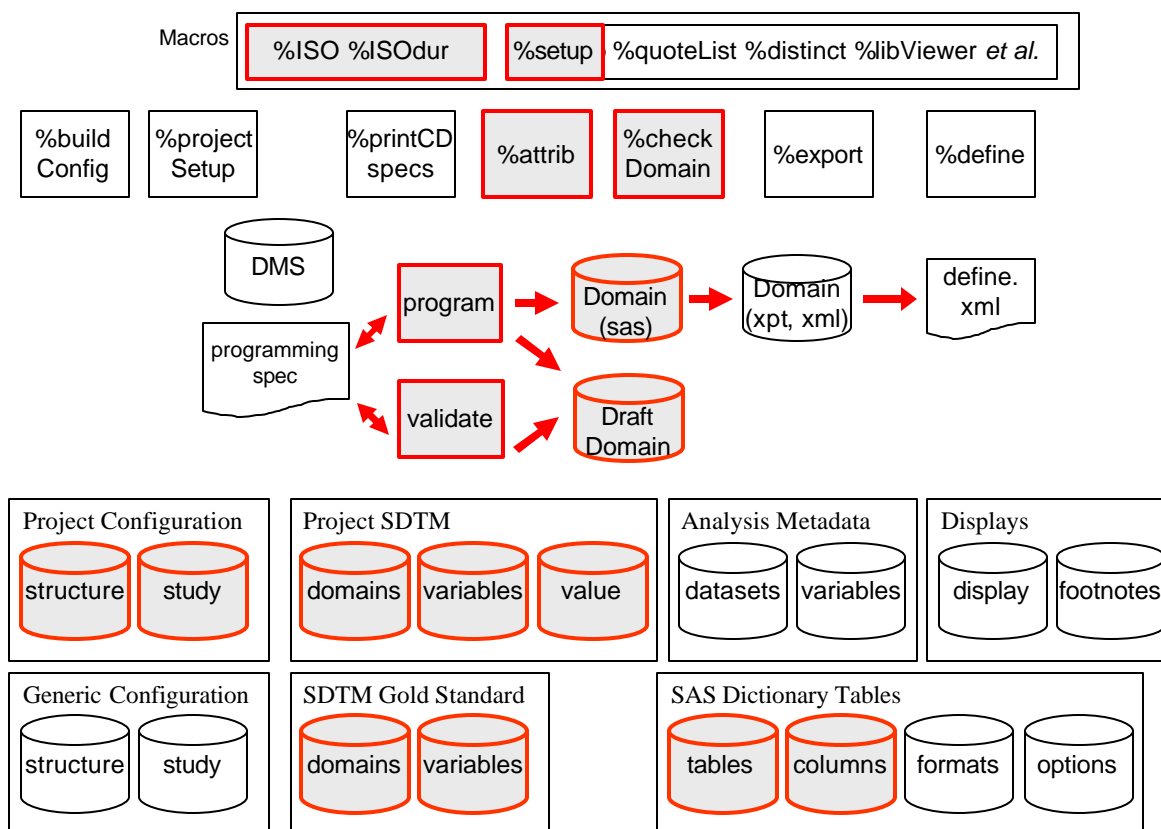 Macros
%ISO %ISOdur
%setup %quoteList %distinct %libViewer et al.
%build
Config
%project
Setup
%printCD
specs
%attrib
%check
Domain
%export
%define
DMS
programming
spec
program
validate
Domain
(sas)
Draft
Domain
Domain
(xpt, xml)
define.
xml
Project Configuration
structure
study
Project SDTM
domains
variables
value
Analysis Metadata
datasets
variables
Displays
display
footnotes
Generic Configuration
structure
study
SDTM Gold Standard
domains
variables
SAS Dictionary Tables
tables
columns
formats
options